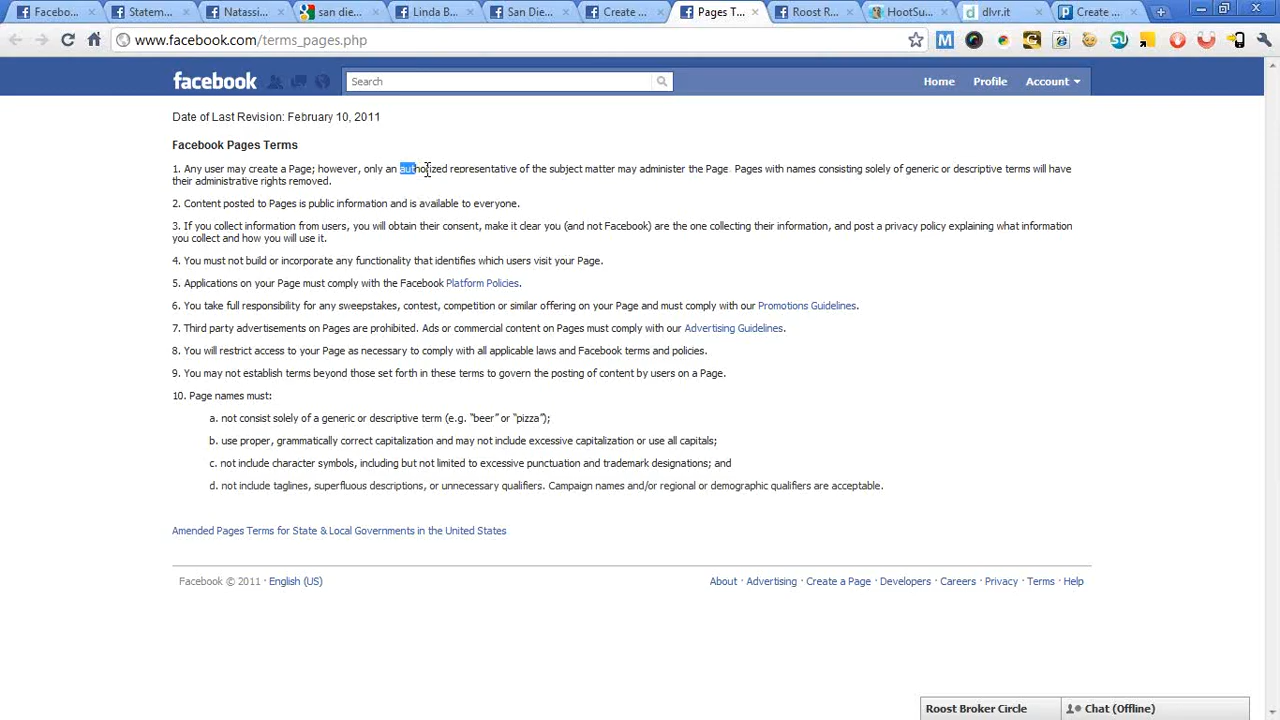 Facebo...
Statem...
Natassi...
san die...
Linda B...
San Die...
Create ...
Pages T...
Roost R...
HootSu...
dlvr.it
Create ...
www.facebook.com/terms_pages.php
facebook
Search
Home
Profile
Account
Date of Last Revision: February 10, 2011
Facebook Pages Terms
1. Any user may create a Page; however, only an authorized representative of the subject matter may administer the Page. Pages with names consisting solely of generic or descriptive terms will have
their administrative rights removed.
2. Content posted to Pages is public information and is available to everyone.
3. If you collect information from users, you will obtain their consent, make it clear you (and not Facebook) are the one collecting their information, and post a privacy policy explaining what information
you collect and how you will use it.
4. You must not build or incorporate any functionality that identifies which users visit your Page.
5. Applications on your Page must comply with the Facebook Platform Policies.
6. You take full responsibility for any sweepstakes, contest, competition or similar offering on your Page and must comply with our Promotions Guidelines.
7. Third party advertisements on Pages are prohibited. Ads or commercial content on Pages must comply with our Advertising Guidelines.
8. You will restrict access to your Page as necessary to comply with all applicable laws and Facebook terms and policies.
9. You may not establish terms beyond those set forth in these terms to govern the posting of content by users on a Page.
10. Page names must:
a. not consist solely of a generic or descriptive term (e.g. “beer” or “pizza”);
b. use proper, grammatically correct capitalization and may not include excessive capitalization or use all capitals;
c. not include character symbols, including but not limited to excessive punctuation and trademark designations; and
d. not include taglines, superfluous descriptions, or unnecessary qualifiers. Campaign names and/or regional or demographic qualifiers are acceptable.
Amended Pages Terms for State & Local Governments in the United States
Facebook © 2011 · English (US)
About · Advertising · Create a Page · Developers · Careers · Privacy · Terms · Help
Roost Broker Circle
Chat (Offline)